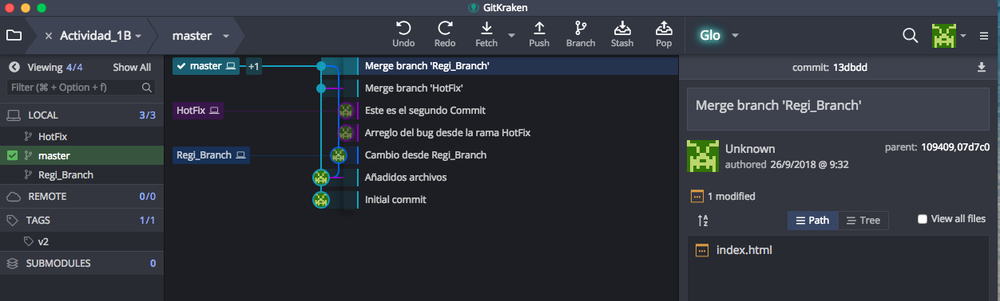 GitKraken
Actividad_1B
master
Undo
Redo
Fetch
Push
Branch
Stash
Pop
Glo
Viewing 4/4 Show All
Filter (⌘ + Option + f)
LOCAL 3/3
HotFix
master
Regi_Branch
REMOTE 0/0
TAGS 1/1
v2
SUBMODULES 0
master +1 Merge branch 'Regi_Branch'
Merge branch 'HotFix'
HotFix Este es el segundo Commit
Arreglo del bug desde la rama HotFix
Regi_Branch Cambio desde Regi_Branch
Añadidos archivos
Initial commit
commit: 13dbdd
Merge branch 'Regi_Branch'
Unknown
authored 26/9/2018 @ 9:32
parent: 109409,07d7c0
1 modified
A
Z
Path
Tree
View all files
index.html